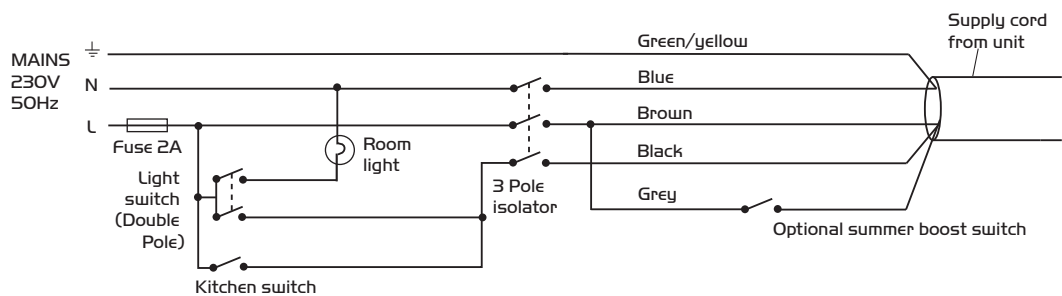 Supply cord
from unit
MAINS
230V
50Hz
Green/yellow
N
Blue
L
Brown
Fuse 2A
Room
light
Black
Light
switch
(Double
Pole)
3 Pole
isolator
Grey
Optional summer boost switch
Kitchen switch